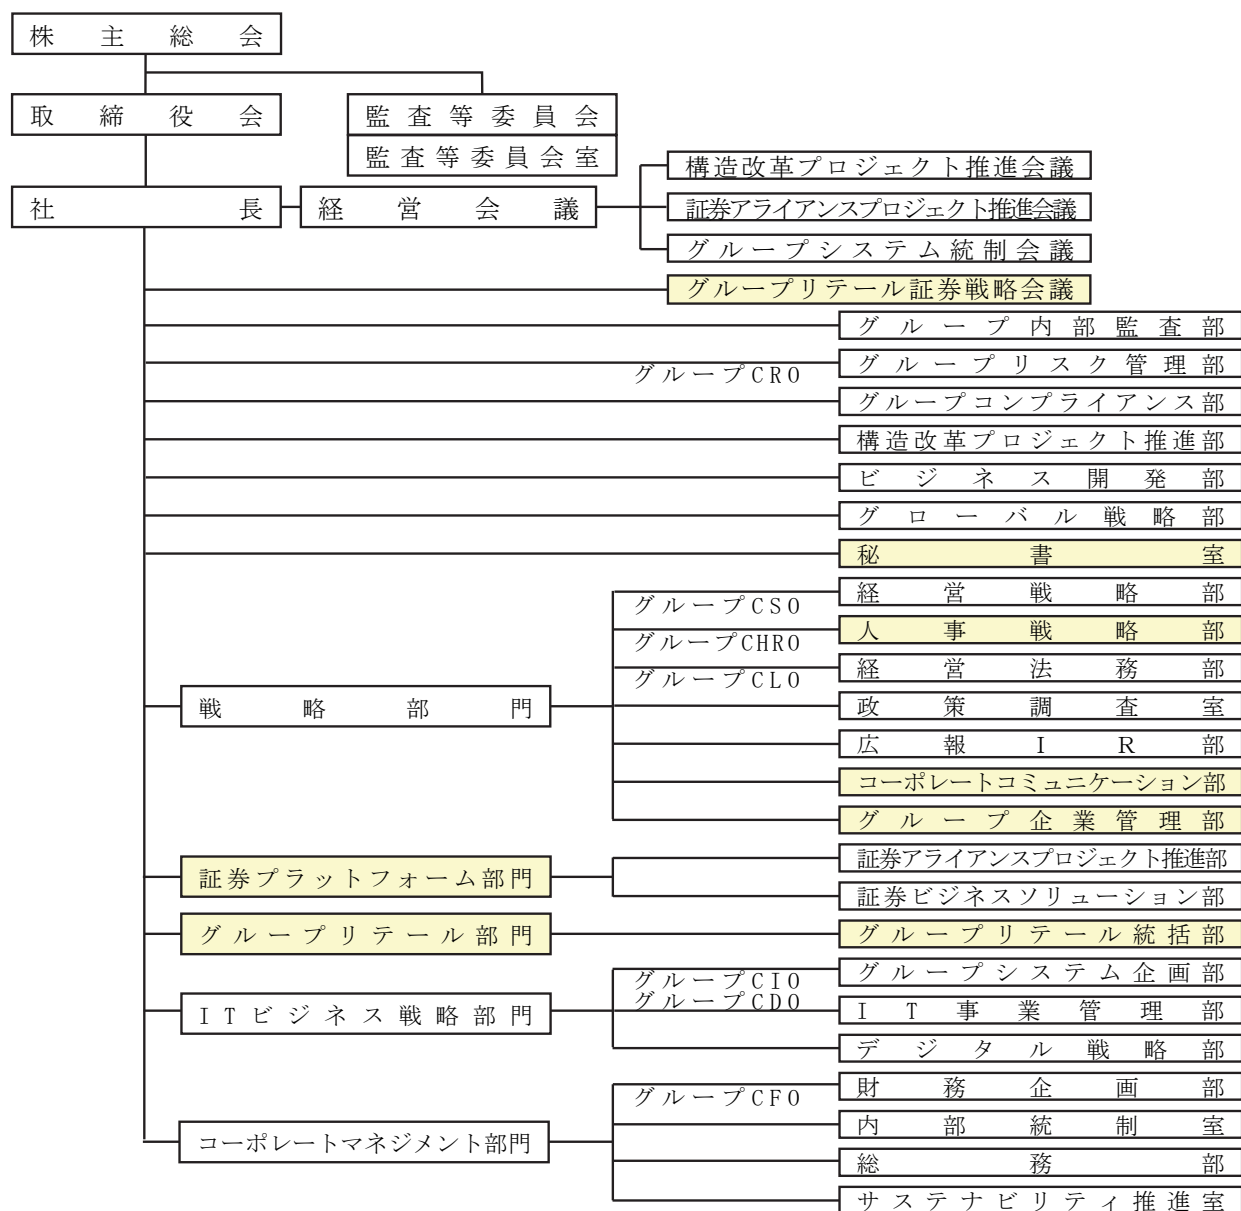 株主総会
取締役会
監査等委員会
監査等委員会室
構造改革プロジェクト推進会議
社長
経営会議
証券アライアンスプロジェクト推進会議
グループシステム統制会議
グループリテール証券戦略会議
グループ内部監査部
グループCRO
グループリスク管理部
グループコンプライアンス部
構造改革プロジェクト推進部
ビジネス開発部
グローバル戦略部
秘書室
グループCSO
経営戦略部
グループCHRO
人事戦略部
グループCLO
経営法務部
戦略部門
政策調査室
広報IR部
コーポレートコミュニケーション部
グループ企業管理部
証券プラットフォーム部門
証券アライアンスプロジェクト推進部
証券ビジネスソリューション部
グループリテール部門
グループリテール統括部
グループCIO
グループCDO
グループシステム企画部
ITビジネス戦略部門
IT事業管理部
デジタル戦略部
グループCFO
財務企画部
コーポレートマネジメント部門
内部統制室
総務部
サステナビリティ推進室